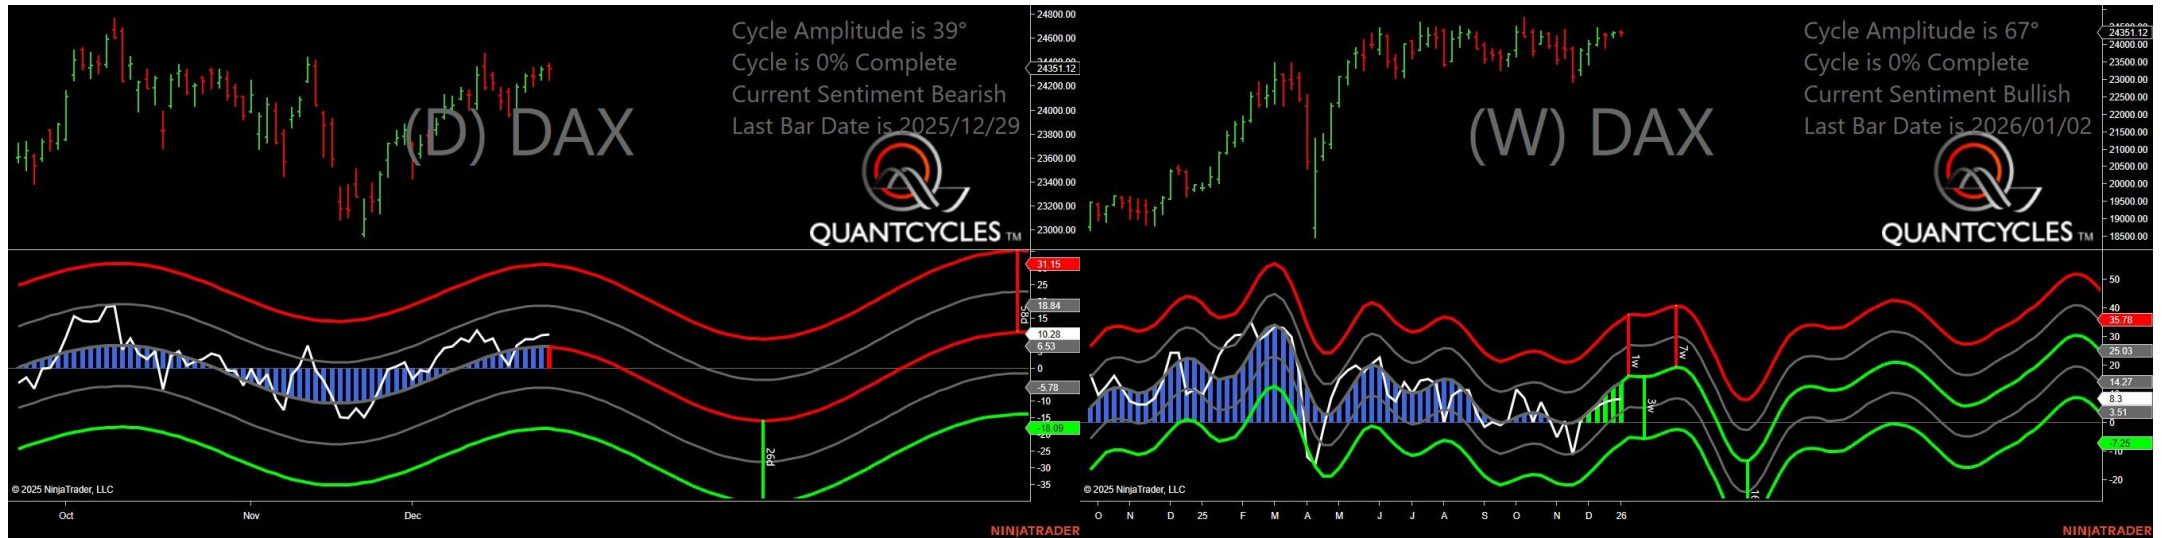 Cycle Amplitude is 39°
Cycle is 0% Complete
Current Sentiment Bearish
Last Bar Date is 2025/12/29
(D) DAX
QUANTCYCLES TM
24800.00
24600.00
24351.12
24200.00
24000.00
23800.00
23600.00
23400.00
23200.00
23000.00
31.15
25
18.84
15
10.28
6.53
0
-5.78
-10
-15
-18.09
-25
-30
-35
58d
26d
© 2025 NinjaTrader, LLC
Oct Nov Dec
NINJATRADER
Cycle Amplitude is 67°
Cycle is 0% Complete
Current Sentiment Bullish
Last Bar Date is 2026/01/02
(W) DAX
QUANTCYCLES TM
24351.12
24000.00
23500.00
23000.00
22500.00
22000.00
21500.00
21000.00
20500.00
20000.00
19500.00
19000.00
18500.00
50
40
35.78
30
25.03
20
14.27
8.3
3.51
0
-7.25
-10
-20
1w
7w
3w
© 2025 NinjaTrader, LLC
O N D 25 F M A M J J A S O N D 26
NINJATRADER